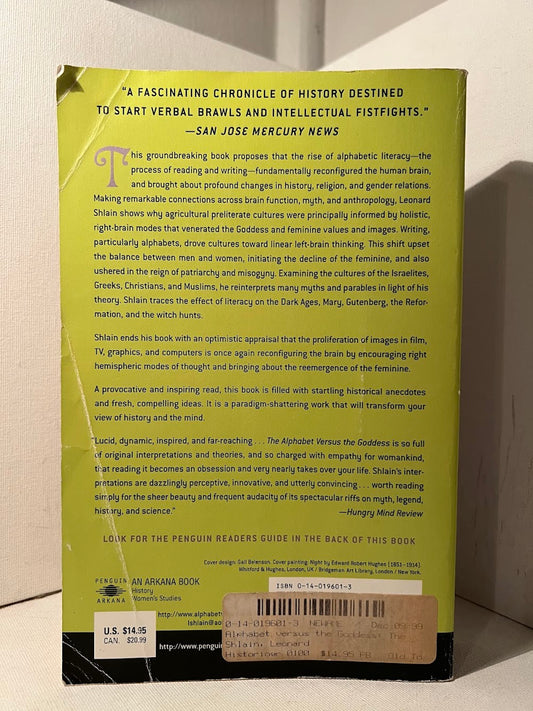 "A FASCINATING CHRONICLE OF HISTORY DESTINED
TO START VERBAL BRAWLS AND INTELLECTUAL FISTFIGHTS."
—SAN JOSE MERCURY NEWS
This groundbreaking book proposes that the rise of alphabetic literacy—the
process of reading and writing—fundamentally reconfigured the human brain,
and brought about profound changes in history, religion, and gender relations.
Making remarkable connections across brain function, myth, and anthropology, Leonard
Shlain shows why agricultural preliterate cultures were principally informed by holistic,
right-brain modes that venerated the Goddess and feminine values and images. Writing,
particularly alphabets, drove cultures toward linear left-brain thinking. This shift upset
the balance between men and women, initiating the decline of the feminine, and also
ushered in the reign of patriarchy and misogyny. Examining the cultures of the Israelites,
Greeks, Christians, and Muslims, he reinterprets many myths and parables in light of his
theory. Shlain traces the effect of literacy on the Dark Ages, Mary, Gutenberg, the Refor-
mation, and the witch hunts.
Shlain ends his book with an optimistic appraisal that the proliferation of images in film,
TV, graphics, and computers is once again reconfiguring the brain by encouraging right
hemispheric modes of thought and bringing about the reemergence of the feminine.
A provocative and inspiring read, this book is filled with startling historical anecdotes
and fresh, compelling ideas. It is a paradigm-shattering work that will transform your
view of history and the mind.
"Lucid, dynamic, inspired, and far-reaching . . . The Alphabet Versus the Goddess is so full
of original interpretations and theories, and so charged with empathy for womankind,
that reading it becomes an obsession and very nearly takes over your life. Shlain's inter-
pretations are dazzlingly perceptive, innovative, and utterly convincing . . . worth reading
simply for the sheer beauty and frequent audacity of its spectacular riffs on myth, legend,
history, and science."
—Hungry Mind Review
LOOK FOR THE PENGUIN READERS GUIDE IN THE BACK OF THIS BOOK
Cover design: Gail Belenson. Cover painting: Night by Edward Robert Hughes [1851-1914].
Whitford & Hughes, London, UK / Bridgeman Art Library, London / New York.
PENGUIN
ARKANA
AN ARKANA BOOK
History
Women's Studies
ISBN 0-14-019601-3
http://www.alphabet
lshlain@ao
U.S. $14.95
CAN. $20.99
http://www.penguin
0-14-019601-3 NEWAGE / Dec-09-99
Alphabet versus the Goddess, The
Shlain, Leonard
Historious 0100 $14.95 PB Old To